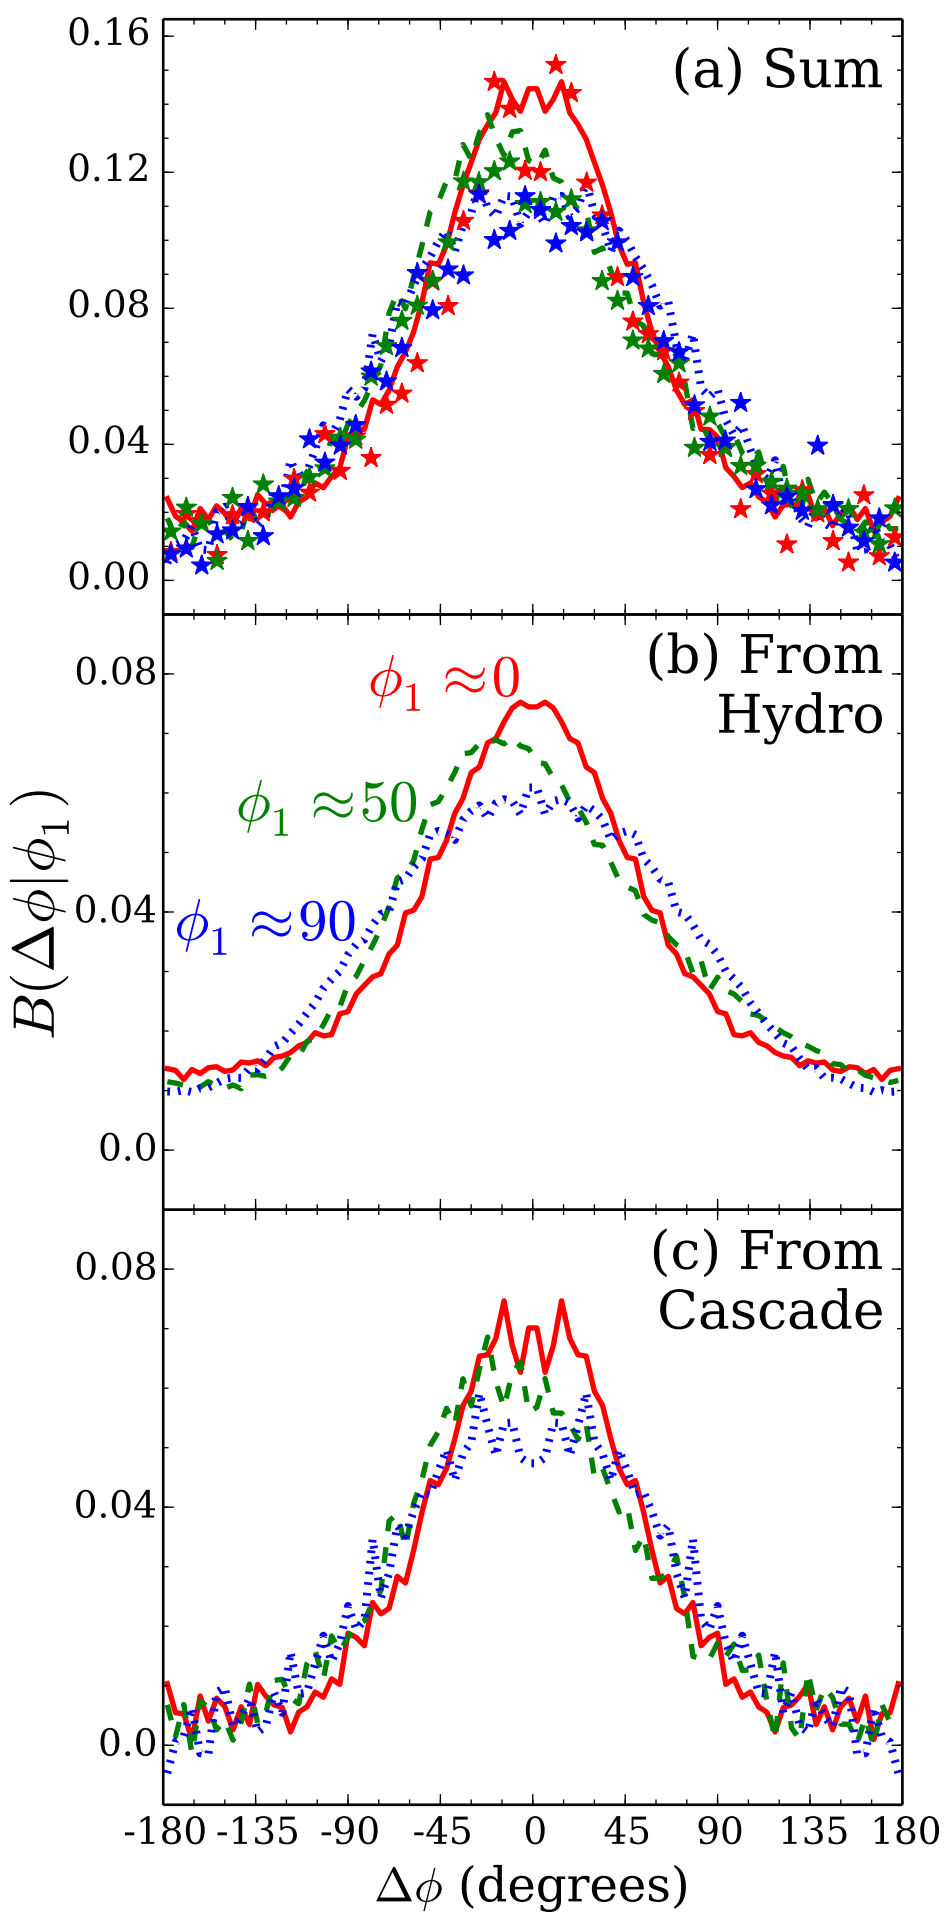 0.16
(a) Sum
0.12
0.08
0.04
0.00
(b) From
Hydro
0.08
ϕ₁ ≈0
ϕ₁ ≈50
ϕ₁ ≈90
0.04
0.0
B(Δϕ|ϕ₁)
(c) From
Cascade
0.08
0.04
0.0
-180 -135 -90 -45 0 45 90 135 180
Δϕ (degrees)